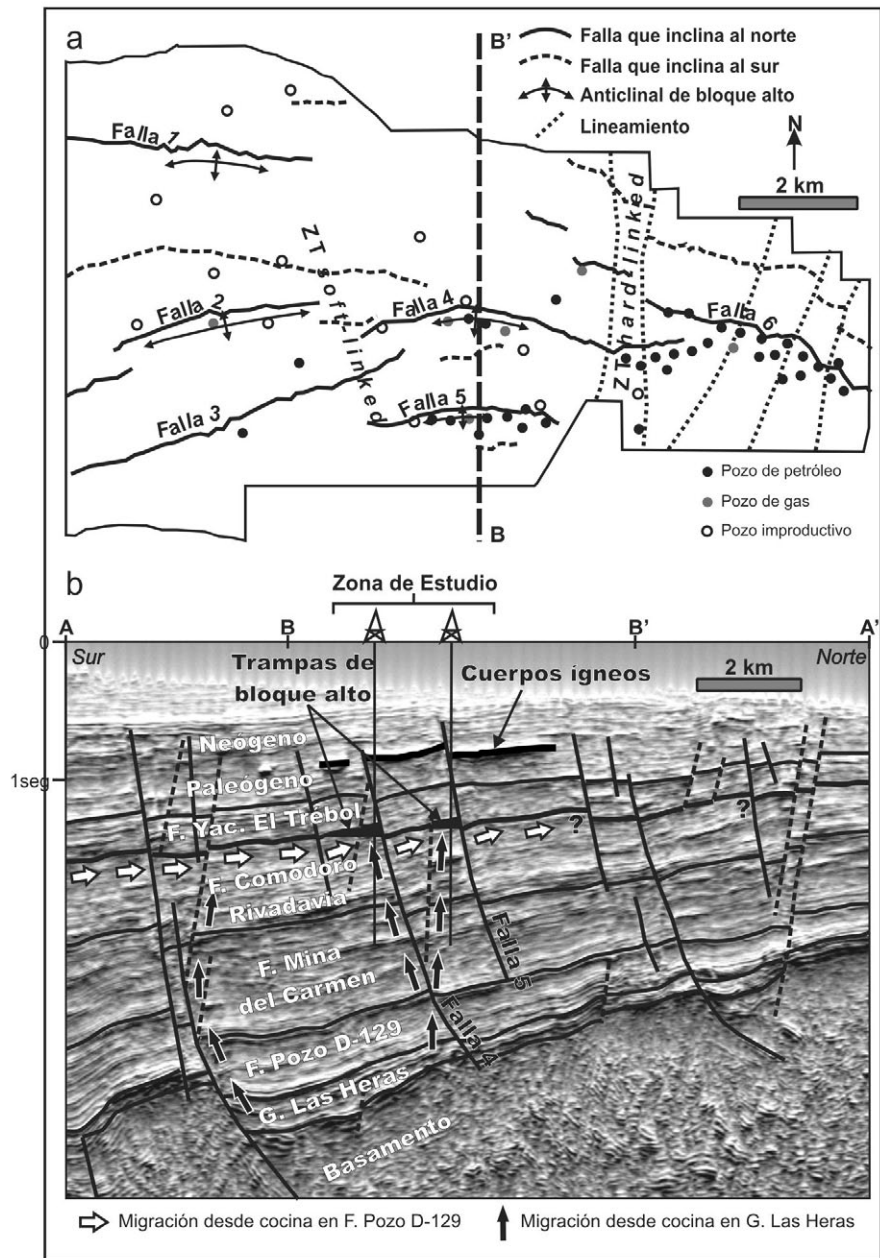 a
B'
Falla que inclina al norte
Falla que inclina al sur
Anticlinal de bloque alto
Lineamiento
N
2 km
Falla 1
ZT soft-linked
ZT hard-linked
Falla 2
Falla 4
Falla 6
Falla 3
Falla 5
B
Pozo de petróleo
Pozo de gas
Pozo improductivo
b
Zona de Estudio
A
B
B'
A'
0
Sur
Norte
Trampas de
bloque alto
Cuerpos ígneos
2 km
Neógeno
1seg
Paleógeno
F. Yac. El Trébol
?
?
F. Comodoro
Rivadavia
F. Mina
del Carmen
Falla 5
F. Pozo D-129
Falla 4
G. Las Heras
Basamento
Migración desde cocina en F. Pozo D-129
Migración desde cocina en G. Las Heras